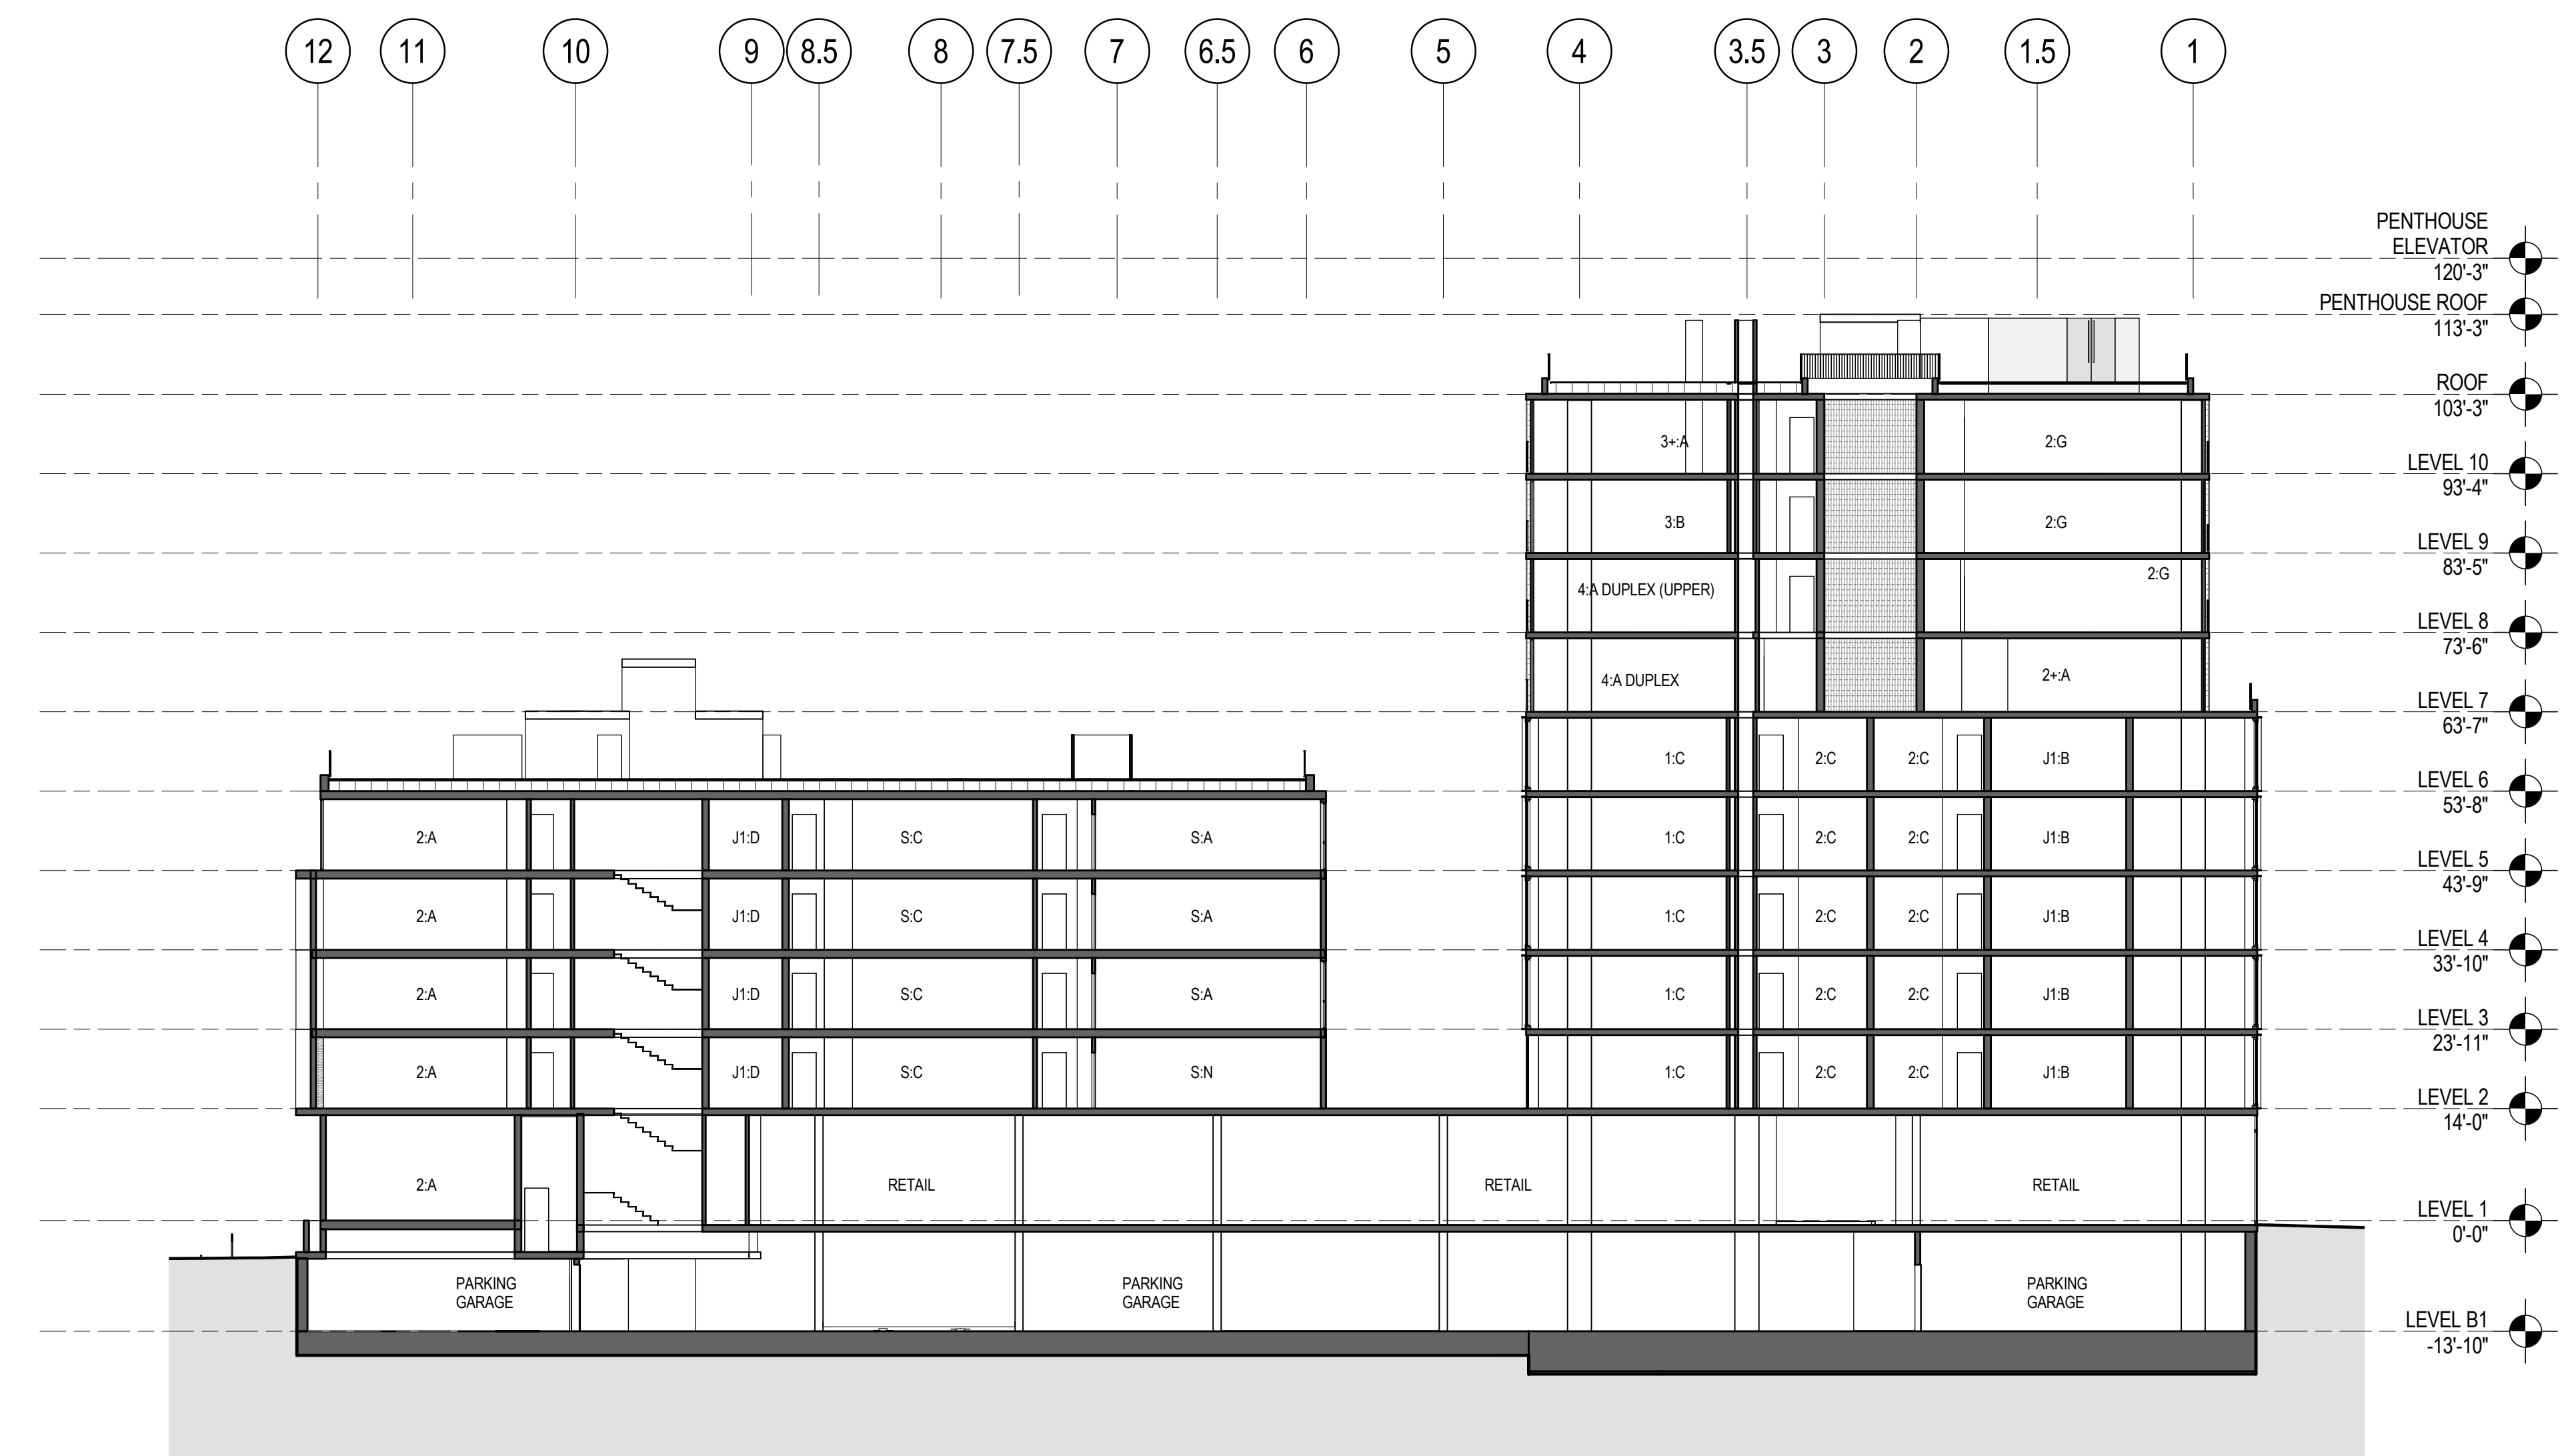 12 11 10 9 8.5 8 7.5 7 6.5 6 5 4 3.5 3 2 1.5 1
PENTHOUSE
ELEVATOR
120'-3"
PENTHOUSE ROOF
113'-3"
ROOF
103'-3"
3+:A 2:G
LEVEL 10
93'-4"
3:B 2:G
LEVEL 9
83'-5"
4:A DUPLEX (UPPER) 2:G
LEVEL 8
73'-6"
4:A DUPLEX 2+:A
LEVEL 7
63'-7"
1:C 2:C 2:C J1:B
LEVEL 6
53'-8"
2:A J1:D S:C S:A 1:C 2:C 2:C J1:B
LEVEL 5
43'-9"
2:A J1:D S:C S:A 1:C 2:C 2:C J1:B
LEVEL 4
33'-10"
2:A J1:D S:C S:A 1:C 2:C 2:C J1:B
LEVEL 3
23'-11"
2:A J1:D S:C S:N 1:C 2:C 2:C J1:B
LEVEL 2
14'-0"
2:A RETAIL RETAIL RETAIL
LEVEL 1
0'-0"
PARKING PARKING PARKING
GARAGE GARAGE GARAGE
LEVEL B1
-13'-10"